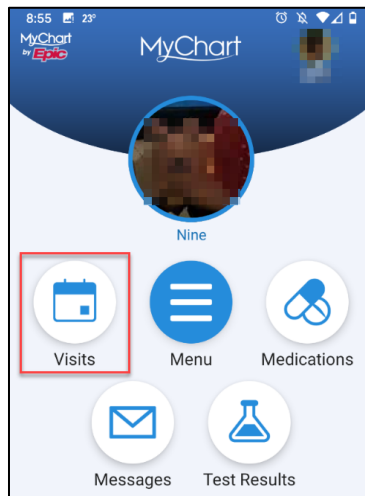 8:55 23°
MyChart
by Epic
MyChart
Nine
Visits Menu Medications
Messages Test Results